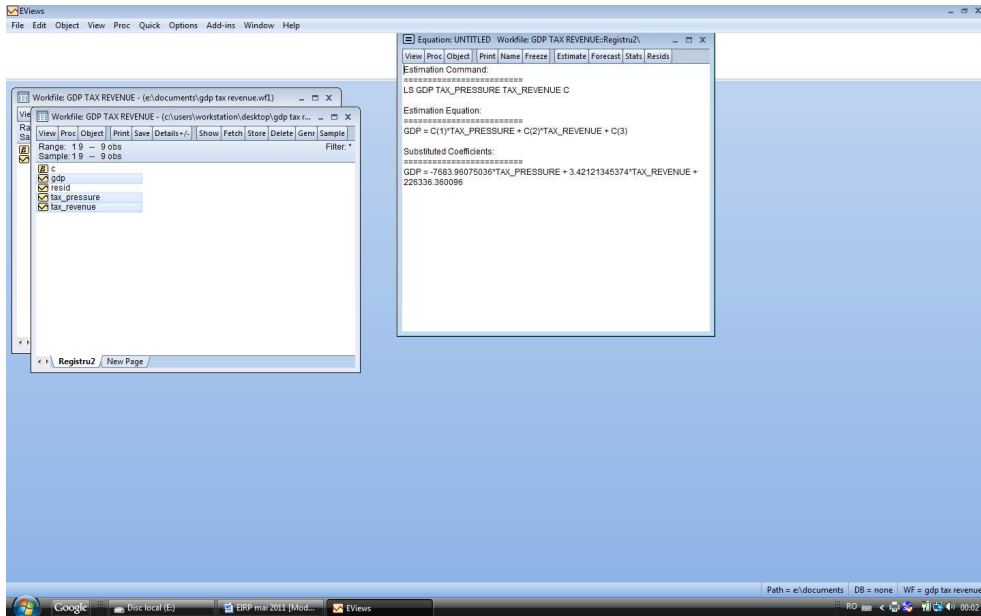 EViews
File Edit Object View Proc Quick Options Add-ins Window Help
Equation: UNTITLED Workfile: GDP TAX REVENUE::Registru2\
View Proc Object Print Name Freeze Estimate Forecast Stats Resids
Estimation Command:
=========================
LS GDP TAX_PRESSURE TAX_REVENUE C
Estimation Equation:
=========================
GDP = C(1)*TAX_PRESSURE + C(2)*TAX_REVENUE + C(3)
Substituted Coefficients:
=========================
GDP = -7683.96075036*TAX_PRESSURE + 3.42121345374*TAX_REVENUE +
226336.360096
Workfile: GDP TAX REVENUE - (e:\documents\gdp tax revenue.wf1)
Workfile: GDP TAX REVENUE - (c:\users\workstation\desktop\gdp tax r...
View Proc Object Print Save Details+/- Show Fetch Store Delete Genr Sample
Range: 1 9 -- 9 obs Filter: *
Sample: 1 9 -- 9 obs
c
gdp
resid
tax_pressure
tax_revenue
Registru2 New Page
Path = e:\documents DB = none WF = gdp tax revenue
Google Disc local (E:) EIRP mai 2011 [Mod... EViews RO 00:02